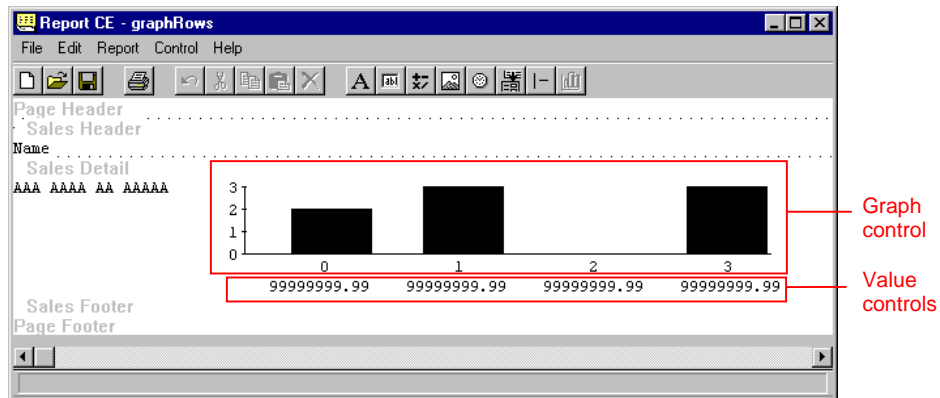 Report CE - graphRows
File Edit Report Control Help
A abl
Page Header
Sales Header
Name
Sales Detail
AAA AAAA AA AAAAA
3
2
1
0
0 1 2 3
99999999.99 99999999.99 99999999.99 99999999.99
Sales Footer
Page Footer
Graph
control
Value
controls